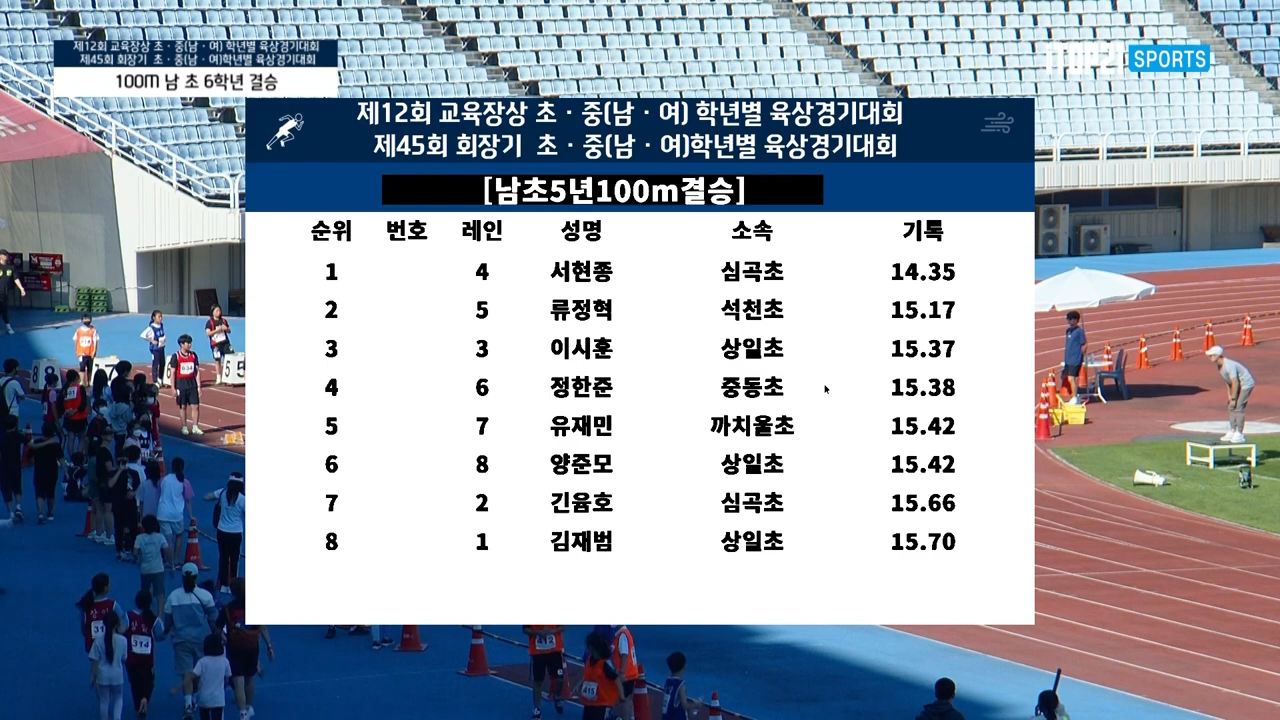 제12회 교육장상 초·중(남·여) 학년별 육상경기대회
제45회 회장기 초·중(남·여)학년별 육상경기대회
100M 남 초 6학년 결승
SPORTS
제12회 교육장상 초·중(남·여) 학년별 육상경기대회
제45회 회장기 초·중(남·여)학년별 육상경기대회
[남초5년100m결승]
순위 번호 레인 성명 소속 기록
1 4 서현종 심곡초 14.35
2 5 류정혁 석천초 15.17
3 3 이시훈 상일초 15.37
4 6 정한준 중동초 15.38
5 7 유재민 까치울초 15.42
6 8 양준모 상일초 15.42
7 2 긴윰호 심곡초 15.66
8 1 김재범 상일초 15.70
8
7
5
314
412
415